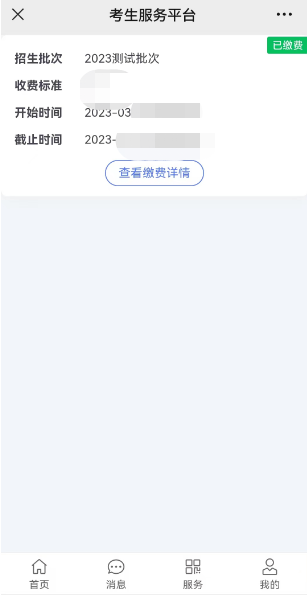 考生服务平台
已缴费
招生批次 2023测试批次
收费标准
开始时间 2023-03
截止时间 2023-
查看缴费详情
首页 消息 服务 我的